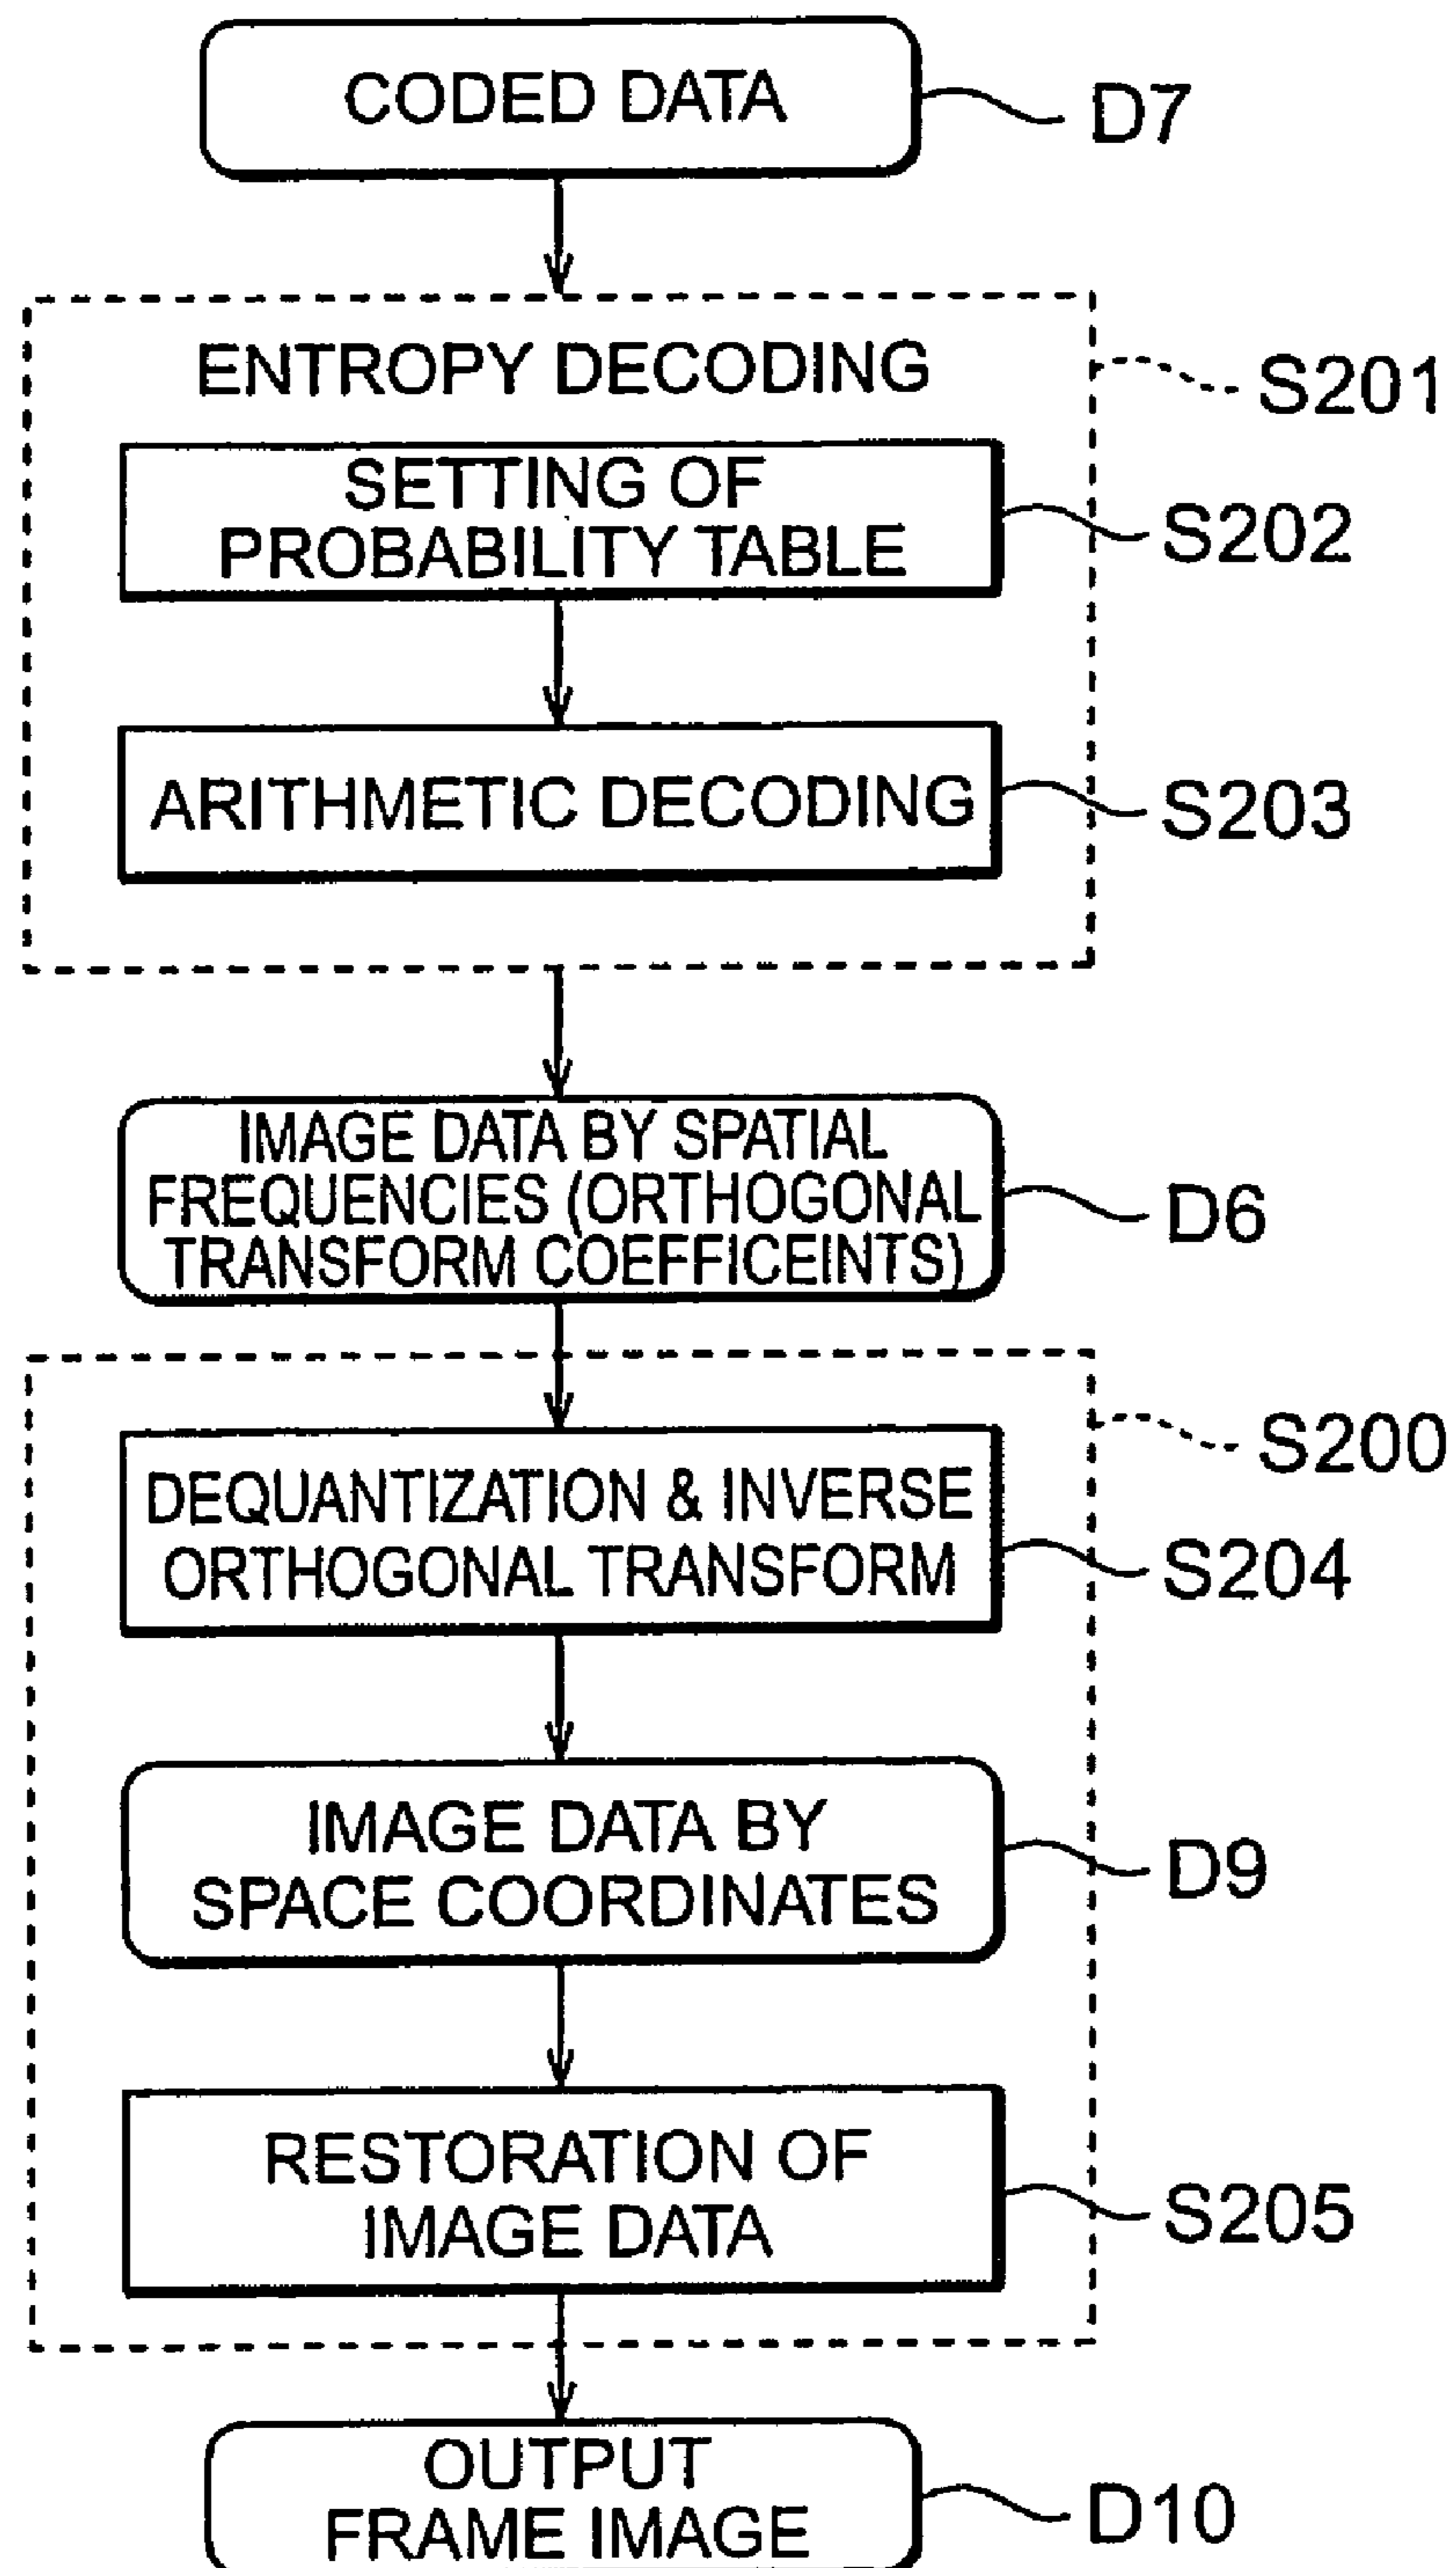 CODED DATA
D7
ENTROPY DECODING
S201
SETTING OF
PROBABILITY TABLE
S202
ARITHMETIC DECODING
S203
IMAGE DATA BY SPATIAL
FREQUENCIES (ORTHOGONAL
TRANSFORM COEFFICEINTS)
D6
S200
DEQUANTIZATION & INVERSE
ORTHOGONAL TRANSFORM
S204
IMAGE DATA BY
SPACE COORDINATES
D9
RESTORATION OF
IMAGE DATA
S205
OUTPUT
FRAME IMAGE
D10